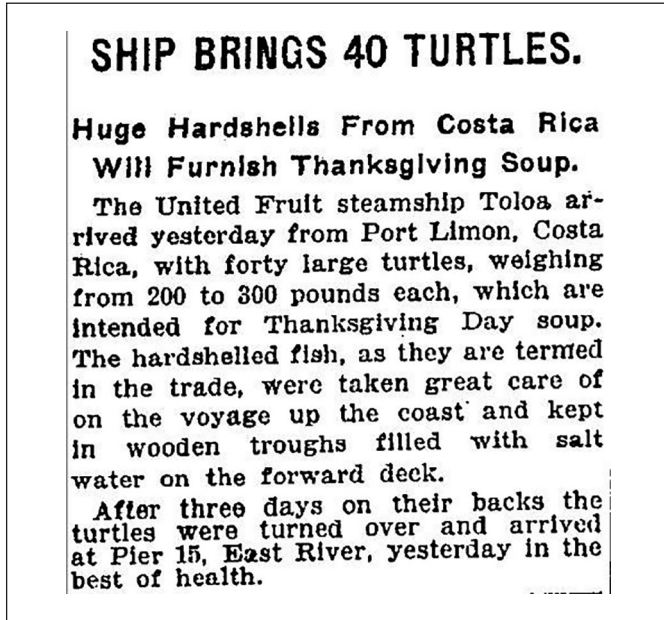 SHIP BRINGS 40 TURTLES.
Huge Hardshells From Costa Rica
Will Furnish Thanksgiving Soup.
The United Fruit steamship Toloa ar-
rived yesterday from Port Limon, Costa
Rica, with forty large turtles, weighing
from 200 to 300 pounds each, which are
intended for Thanksgiving Day soup.
The hardshelled fish, as they are termed
in the trade, were taken great care of
on the voyage up the coast and kept
in wooden troughs filled with salt
water on the forward deck.
After three days on their backs the
turtles were turned over and arrived
at Pier 15, East River, yesterday in the
best of health.